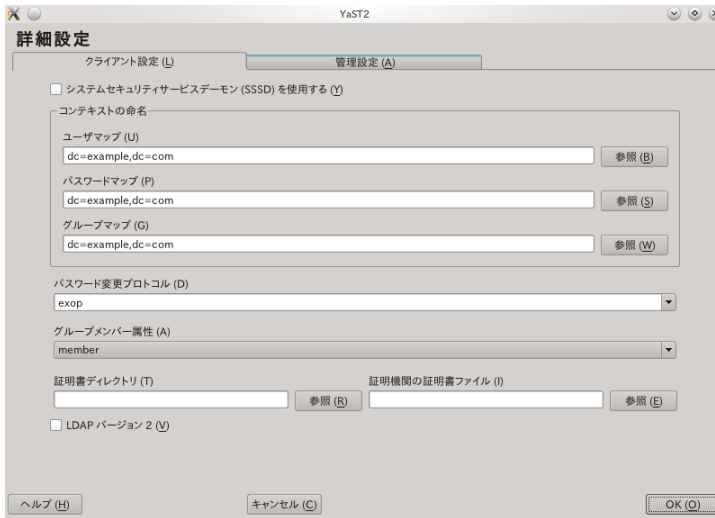 YaST2
詳細設定
クライアント設定 (L)
管理設定 (A)
システムセキュリティサービスデーモン (SSSD) を使用する (Y)
コンテキストの命名
ユーザマップ (U)
dc=example,dc=com
参照 (B)
パスワードマップ (P)
dc=example,dc=com
参照 (S)
グループマップ (G)
dc=example,dc=com
参照 (W)
パスワード変更プロトコル (D)
exop
グループメンバー属性 (A)
member
証明書ディレクトリ (T)
証明機関の証明書ファイル (I)
参照 (R)
参照 (E)
LDAP バージョン 2 (V)
ヘルプ (H)
キャンセル (C)
OK (O)